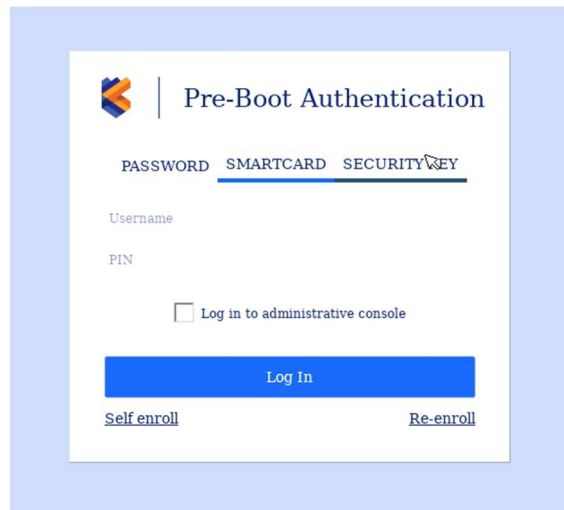 Pre-Boot Authentication
PASSWORD SMARTCARD SECURITY KEY
Username
PIN
Log in to administrative console
Log In
Self enroll Re-enroll